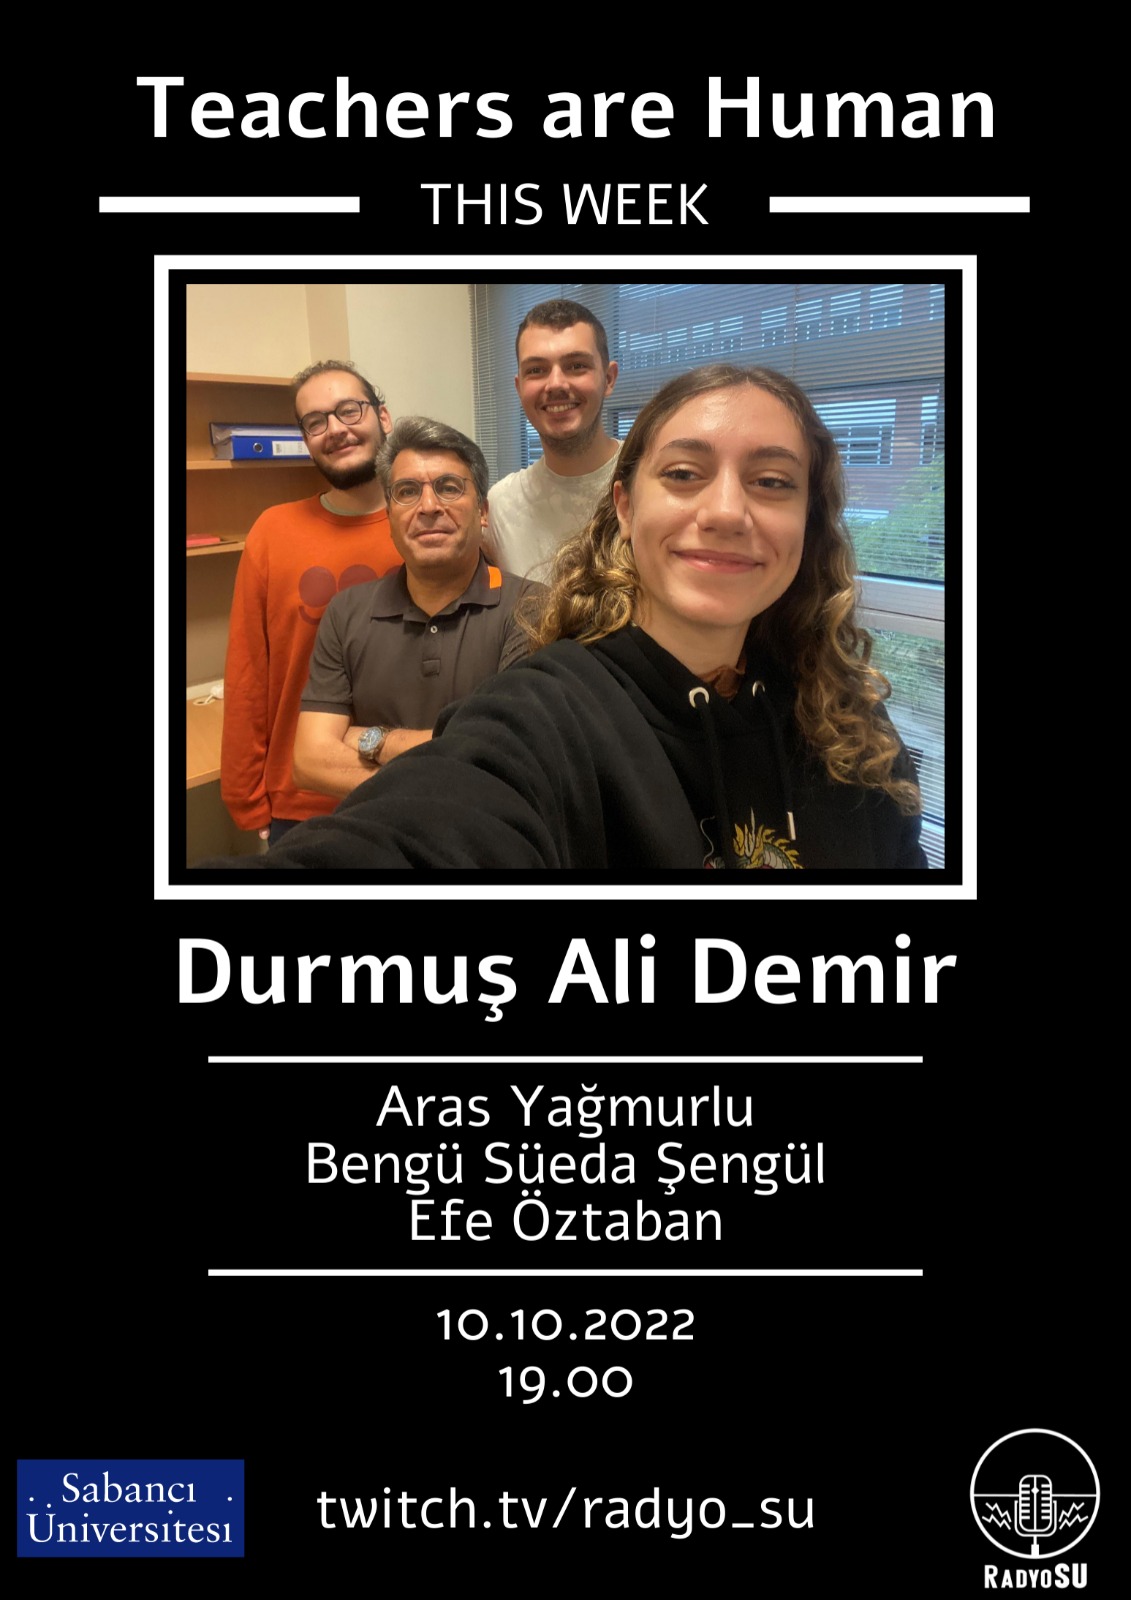 Teachers are Human
THIS WEEK
Durmuş Ali Demir
Aras Yağmurlu
Bengü Süeda Şengül
Efe Öztaban
10.10.2022
19.00
Sabancı
Üniversitesi
twitch.tv/radyo_su
RADYOSU